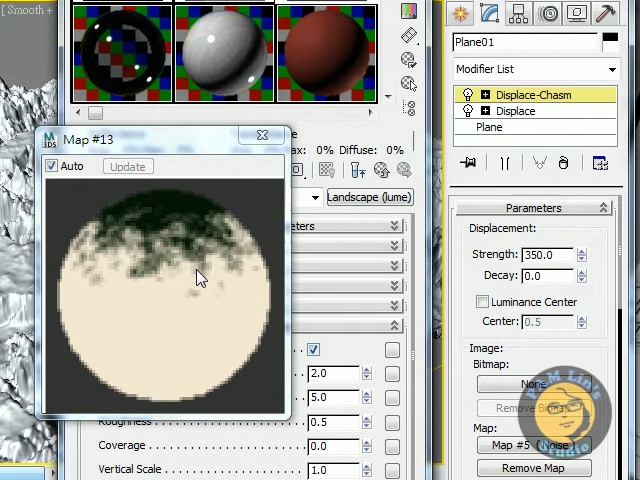 [ Smooth +
Plane01
Modifier List
Displace-Chasm
Displace
Plane
M
3DS
Map #13
Auto
Update
ax: 0%
Diffuse: 0%
Landscape (lume)
eters
Parameters
Displacement:
Strength: 350.0
Decay: 0.0
Luminance Center
Center: 0.5
Image:
Bitmap:
None
Remove Bitmap
Map:
Map #5 ( Noise )
Remove Map
2.0
5.0
Roughness . . . . . . . . . . . . 0.5
Coverage . . . . . . . . . . . . 0.0
Vertical Scale . . . . . . . . . . 1.0
Studio